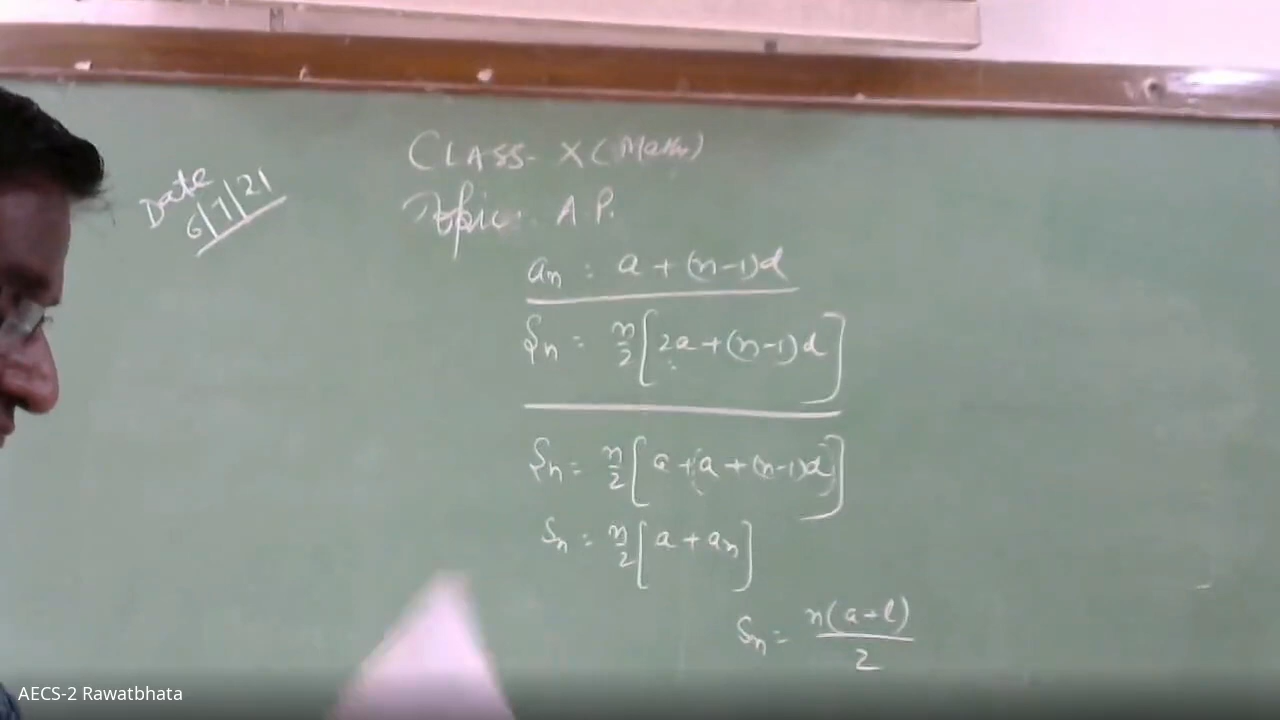 Date
6/7/21
CLASS- X (Maths)
Topic: A P.
aₙ = a + (n-1)d
Sₙ = n/2 [2a + (n-1)d]
Sₙ = n/2 [a + (a + (n-1)d)]
Sₙ = n/2 [a + aₙ]
Sₙ = n(a+l)/2
AECS-2 Rawatbhata